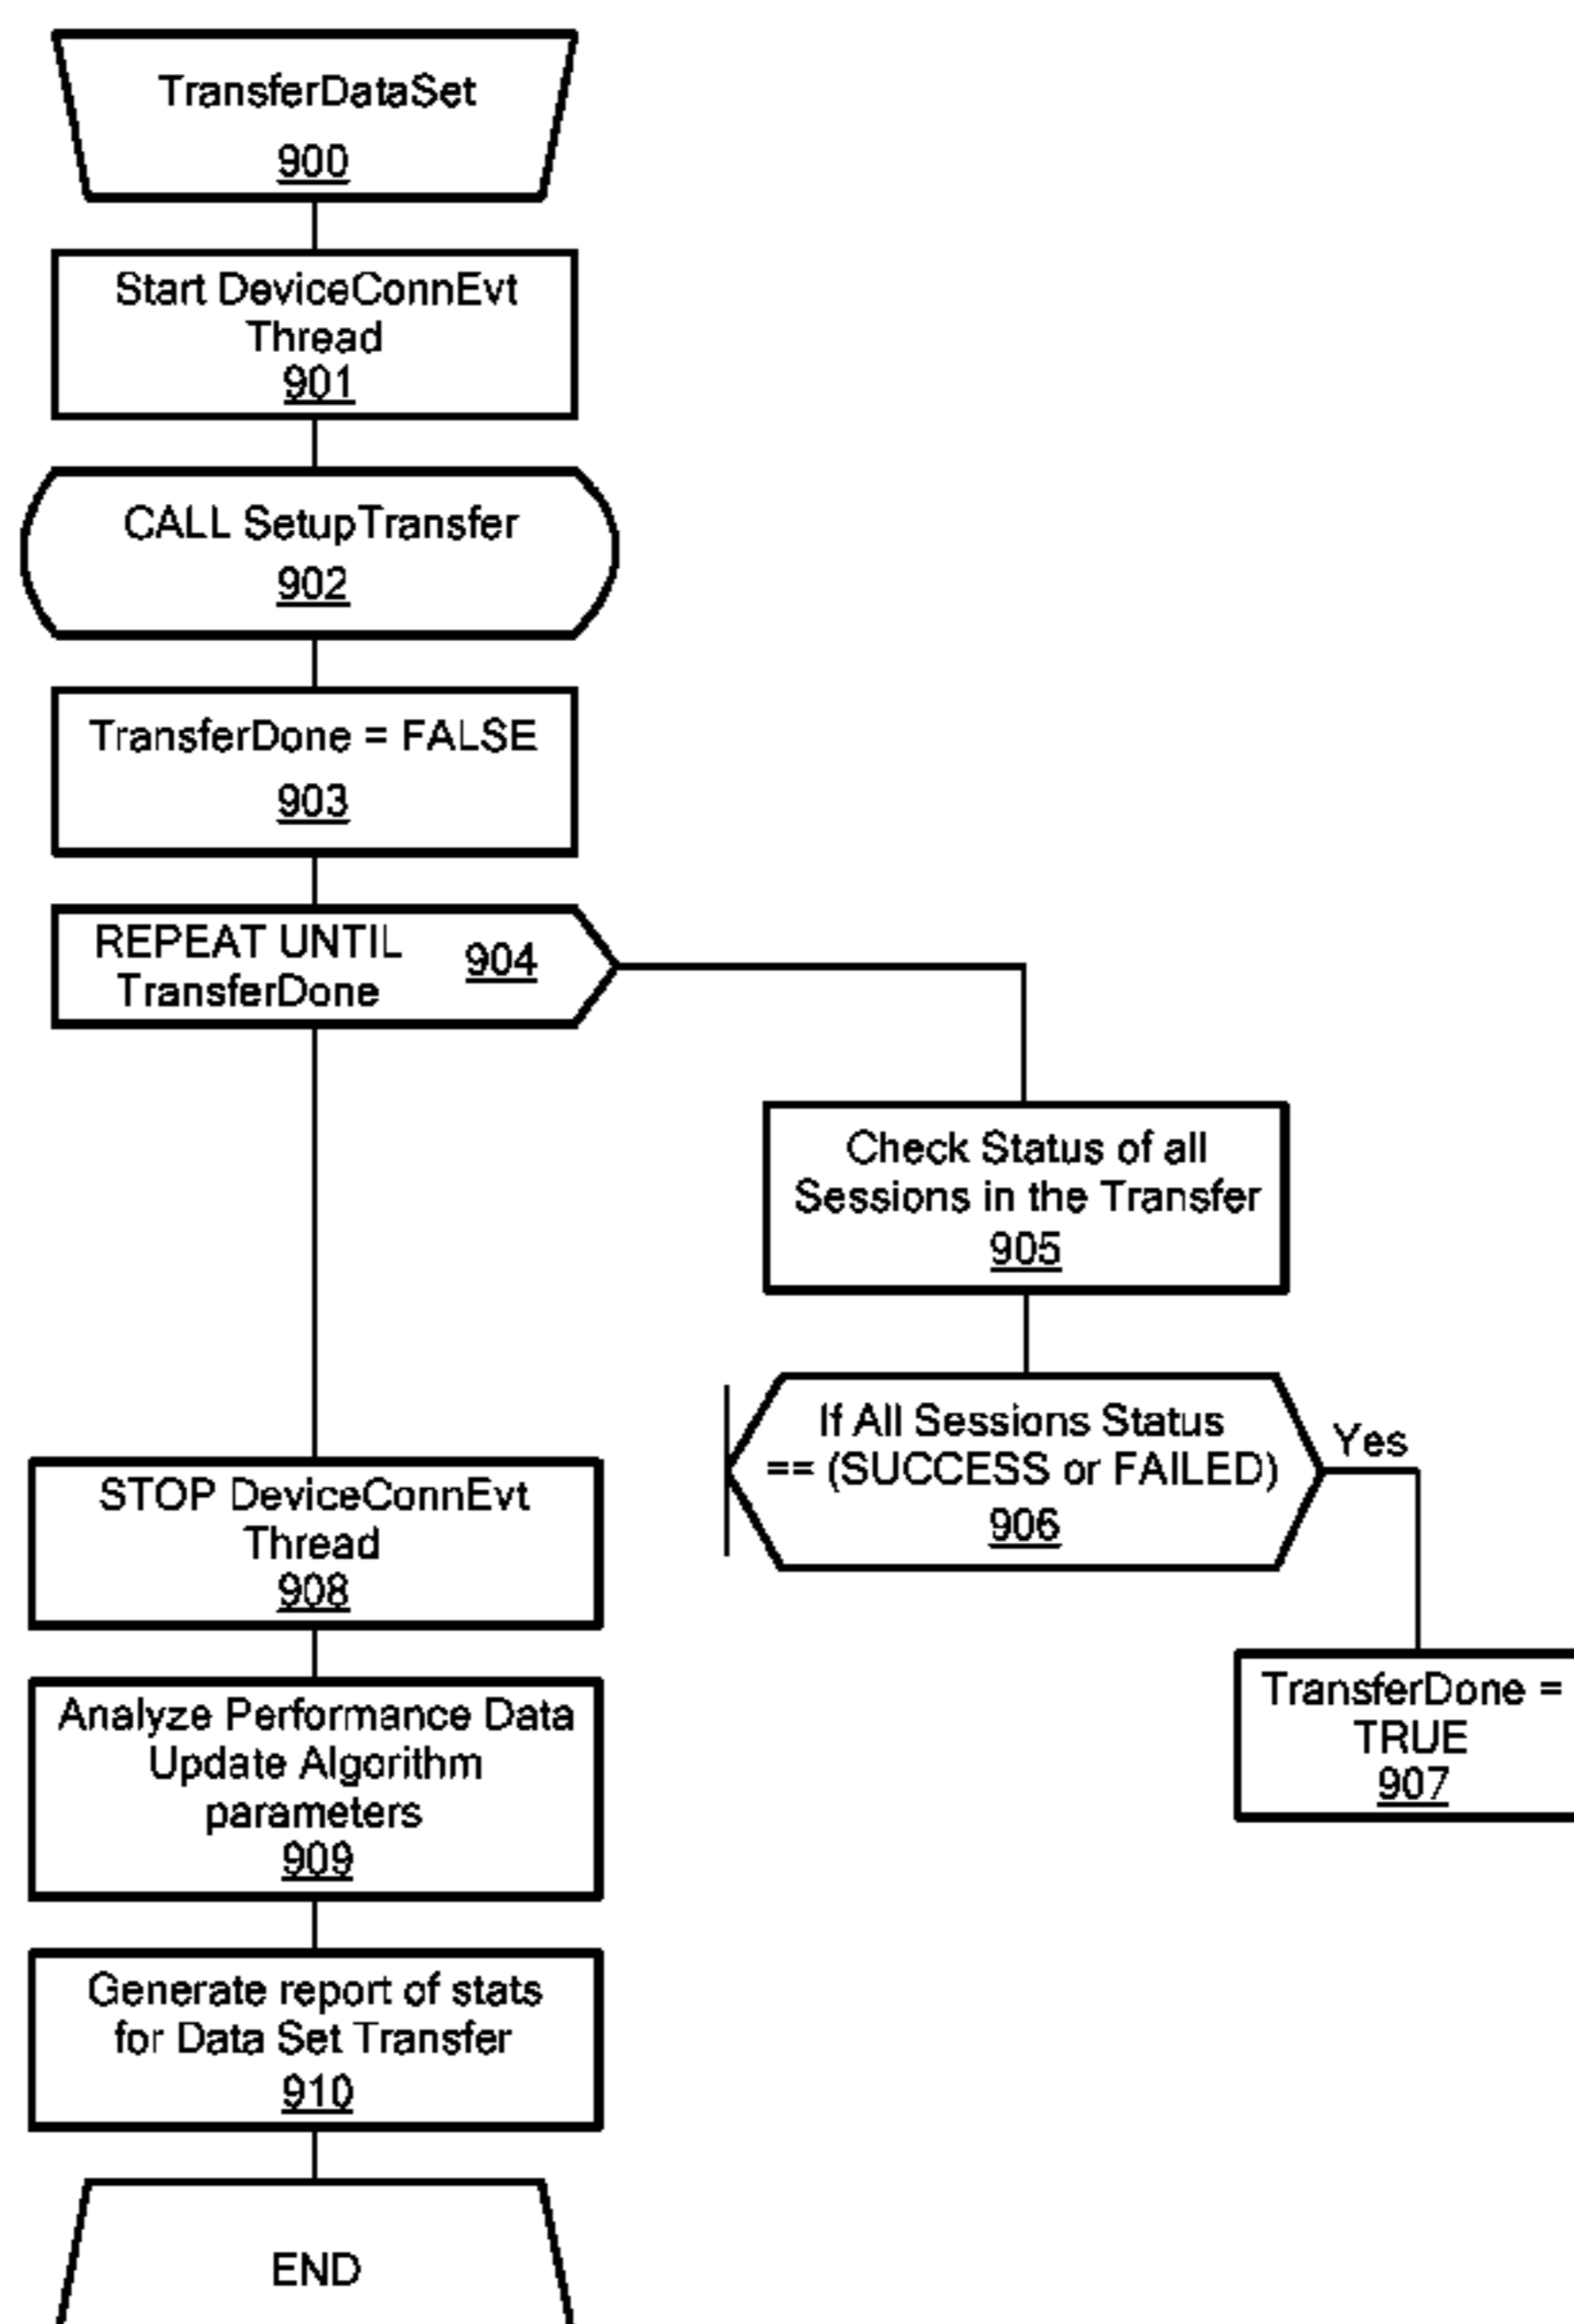 TransferDataSet
900
Start DeviceConnEvt
Thread
901
CALL SetupTransfer
902
TransferDone = FALSE
903
REPEAT UNTIL
TransferDone
904
Check Status of all
Sessions in the Transfer
905
If All Sessions Status
== (SUCCESS or FAILED)
906
Yes
TransferDone =
TRUE
907
STOP DeviceConnEvt
Thread
908
Analyze Performance Data
Update Algorithm
parameters
909
Generate report of stats
for Data Set Transfer
910
END